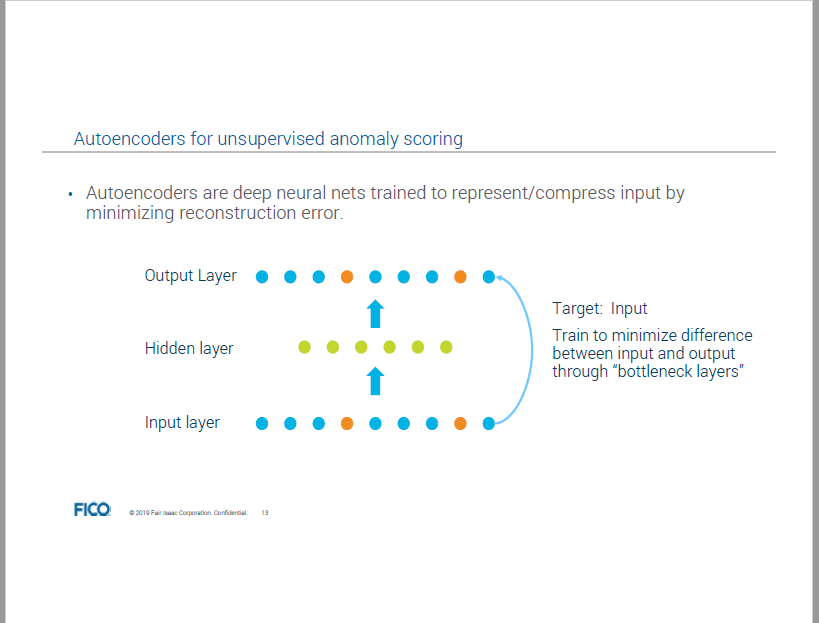 Autoencoders for unsupervised anomaly scoring
• Autoencoders are deep neural nets trained to represent/compress input by
minimizing reconstruction error.
Output Layer
Hidden layer
Input layer
Target: Input
Train to minimize difference
between input and output
through “bottleneck layers”
FICO © 2019 Fair Isaac Corporation. Confidential. 13